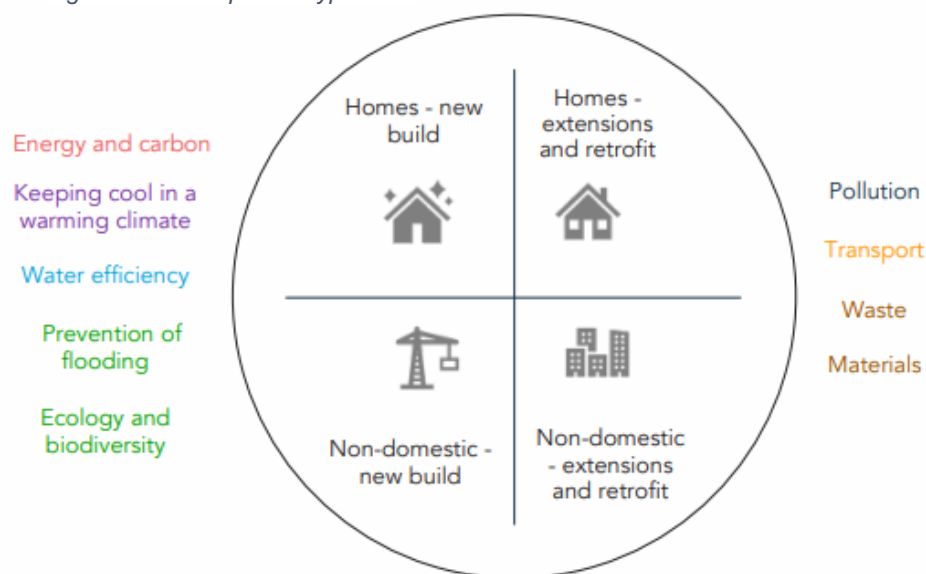 Homes - new
build
Homes -
extensions
and retrofit
Energy and carbon
Keeping cool in a
warming climate
Water efficiency
Prevention of
flooding
Ecology and
biodiversity
Pollution
Transport
Waste
Materials
Non-domestic -
new build
Non-domestic
- extensions
and retrofit